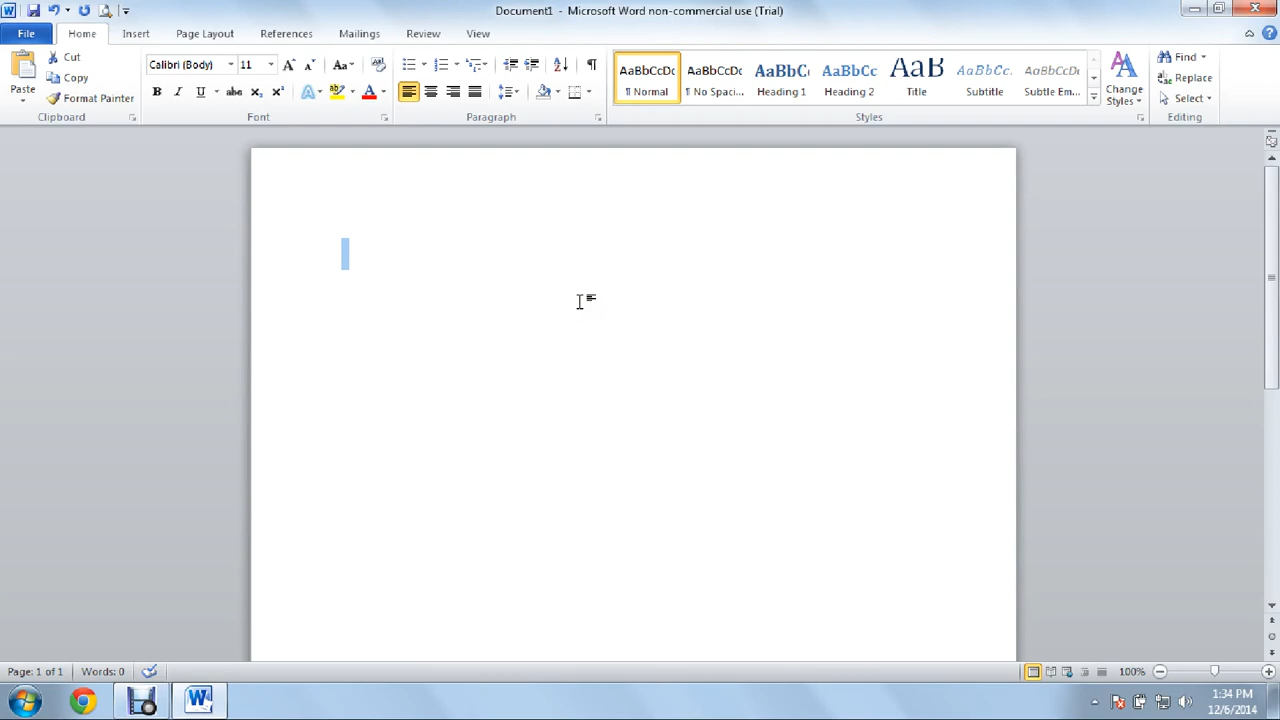 Document1 - Microsoft Word non-commercial use (Trial)
File Home Insert Page Layout References Mailings Review View
Paste
Cut
Copy
Format Painter
Clipboard
Calibri (Body) 11
Font
Paragraph
AaBbCcDc AaBbCcDc AaBbC AaBbCc AaB AaBbCc. AaBbCcDc
¶ Normal ¶ No Spaci... Heading 1 Heading 2 Title Subtitle Subtle Em...
Change
Styles
Styles
Find
Replace
Select
Editing
Page: 1 of 1 Words: 0 100%
1:34 PM
12/6/2014